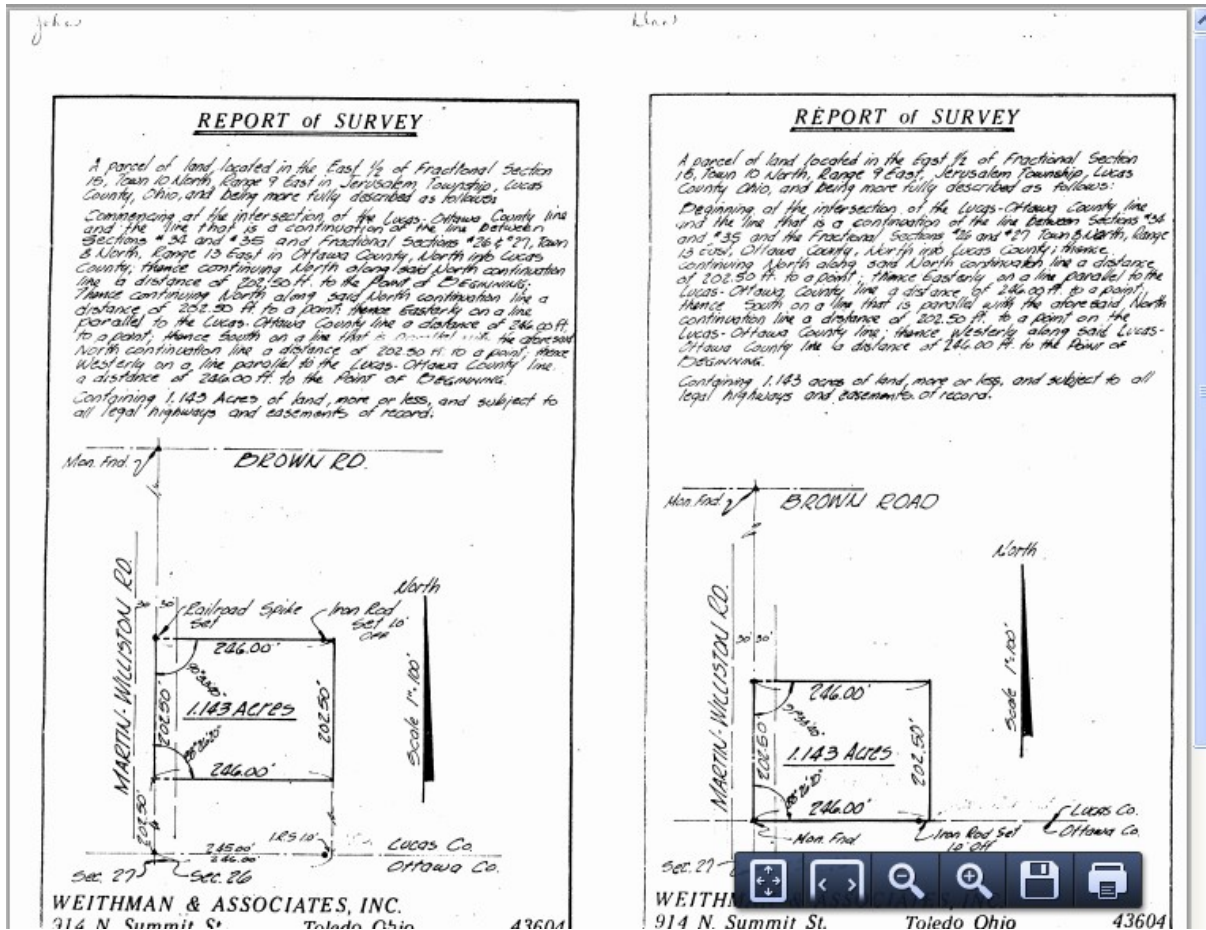 REPORT of SURVEY
A parcel of land, located in the East 1/2 of Fractional Section
15, Town 10 North, Range 9 East in Jerusalem Township, Lucas
County, Ohio, and being more fully described as follows
Commencing at the intersection of the Lucas-Ottawa County line
and the line that is a continuation of the line between
Sections #34 and #35 and Fractional Sections #26 & #27, Town
8 North, Range 13 East in Ottawa County, North into Lucas
County; thence continuing North along said North continuation
line a distance of 202.50 ft. to the Point of BEGINNING;
Thence continuing North along said North continuation line a
distance of 202.50 ft. to a point; thence Easterly on a line
parallel to the Lucas-Ottawa County line a distance of 246.00 ft.
to a point; thence South on a line that is parallel with the aforesaid
North continuation line a distance of 202.50 ft. to a point; thence
Westerly on a line parallel to the Lucas-Ottawa County line
a distance of 246.00 ft. to the Point of BEGINNING.
Containing 1.143 Acres of land, more or less, and subject to
all legal highways and easements of record.
Mon. Fnd.
BROWN RD.
MARTIN-WILLISTON RD.
30' 30'
Railroad Spike
Set
Iron Rod
Set 10'
OFF
North
Scale 1"=100'
246.00'
202.50'
1.143 Acres
202.50'
246.00'
202.50'
I.R.S 10'
245.00'
246.00'
Lucas Co.
Ottawa Co.
Sec. 27
Sec. 26
WEITHMAN & ASSOCIATES, INC.
914 N. Summit St. Toledo Ohio 43604
REPORT of SURVEY
A parcel of land located in the East 1/2 of Fractional Section
15, Town 10 North, Range 9 East, Jerusalem Township, Lucas
County Ohio, and being more fully described as follows:
Beginning at the intersection of the Lucas-Ottawa County line
and the line that is a continuation of the line between Sections #34
and #35 and the Fractional Sections #26 and #27 Town 8 North, Range
13 East, Ottawa County, North into Lucas County; thence
continuing North along said North continuation line a distance
of 202.50 ft. to a point; thence Easterly on a line parallel to the
Lucas-Ottawa County line a distance of 246.00 ft. to a point;
thence South on a line that is parallel with the aforesaid North
continuation line a distance of 202.50 ft. to a point on the
Lucas-Ottawa County line; thence Westerly along said Lucas-
Ottawa County line a distance of 246.00 ft to the Point of
BEGINNING.
Containing 1.143 acres of land, more or less, and subject to all
legal highways and easements of record.
Mon. Fnd.
BROWN ROAD
MARTIN-WILLISTON RD.
30' 30'
North
Scale 1"=100'
246.00'
202.50'
1.143 Acres
202.50'
246.00'
Mon. Fnd
Iron Rod Set
10' Off
Lucas Co.
Ottawa Co.
Sec. 27
WEITHM
914 N. Summit St. Toledo Ohio 43604